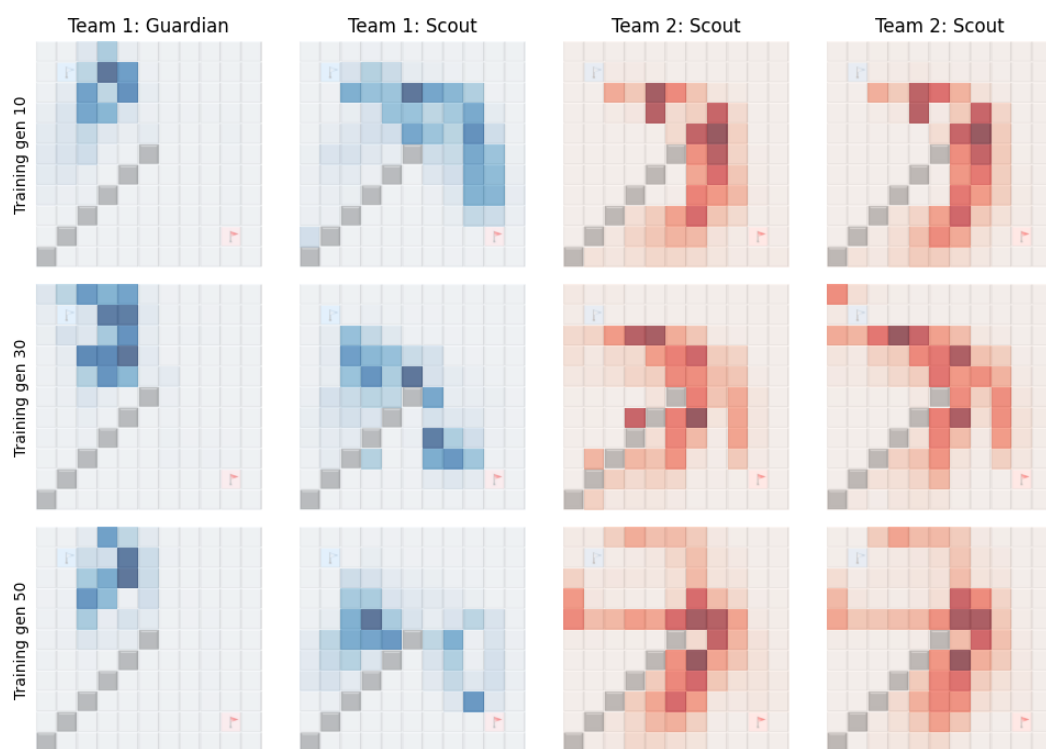 Team 1: Guardian
Team 1: Scout
Team 2: Scout
Team 2: Scout
Training gen 10
Training gen 30
Training gen 50